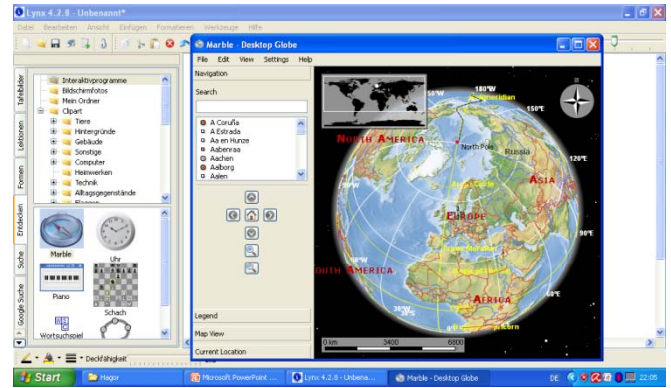 Lynx 4.2.8 - Unbenannt*
Datei Bearbeiten Ansicht Einfügen Formatieren Werkzeuge Hilfe
Tafelbilder
Lektionen
Formen
Entdecken
Suche
Google Suche
Interaktivprogramme
Bildschirmfotos
Mein Ordner
Clipart
Tiere
Hintergründe
Gebäude
Sonstige
Computer
Heimwerken
Technik
Alltagsgegenstände
Marble
Uhr
Piano
Schach
Wortsuchspiel
Deckfähigkeit
Marble - Desktop Globe
File Edit View Settings Help
Navigation
Search
A Coruña
A Estrada
Aa en Hunze
Aabenraa
Aachen
Aalborg
Aalen
Legend
Map View
Current Location
180°W
150°E
120°E
90°E
60°E
North America
North Pole
Russia
Asia
Europe
Africa
0 km 3400 6800
Start
Hagor
Microsoft PowerPoint ...
Lynx 4.2.8 - Unbena...
Marble - Desktop Globe
DE
22:05